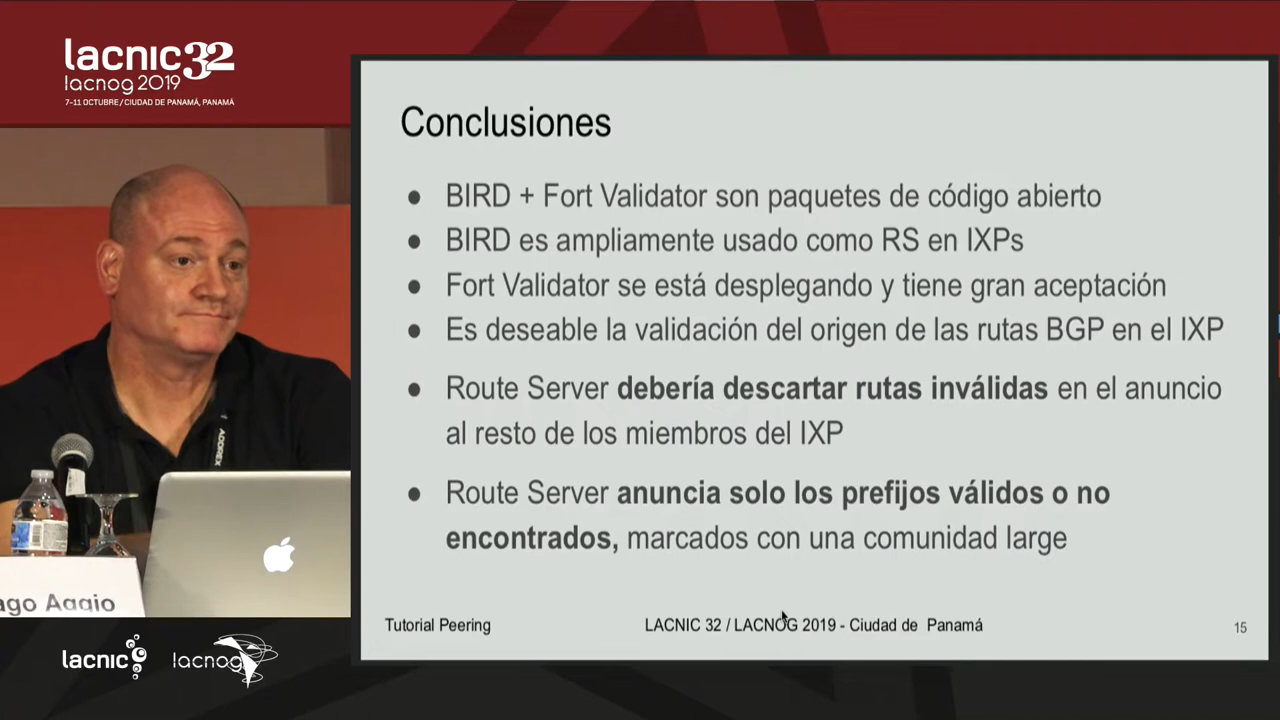 lacnic32
lacnog 2019
7-11 OCTUBRE / CIUDAD DE PANAMÁ, PANAMÁ
Conclusiones
● BIRD + Fort Validator son paquetes de código abierto
● BIRD es ampliamente usado como RS en IXPs
● Fort Validator se está desplegando y tiene gran aceptación
● Es deseable la validación del origen de las rutas BGP en el IXP
● Route Server debería descartar rutas inválidas en el anuncio
al resto de los miembros del IXP
● Route Server anuncia solo los prefijos válidos o no
encontrados, marcados con una comunidad large
Tutorial Peering
LACNIC 32 / LACNOG 2019 - Ciudad de Panamá
15
ago Aggio
lacnic
lacnog